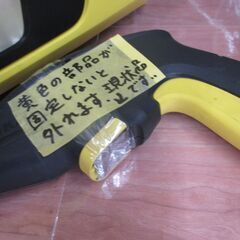 黄色の部品が
固定しないと
外れます。現状品
です。